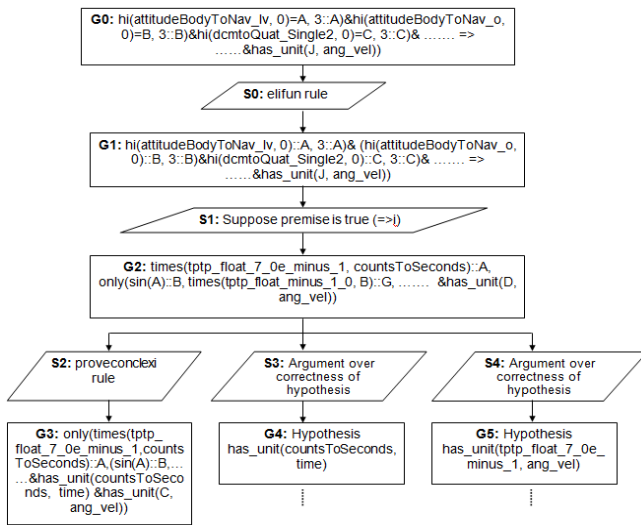 G0: hi(attitudeBodyToNav_lv, 0)=A, 3::A)&hi(attitudeBodyToNav_o,
0)=B, 3::B)&hi(dcmtoQuat_Single2, 0)=C, 3::C)& ……. =>
……&has_unit(J, ang_vel))
S0: elifun rule
G1: hi(attitudeBodyToNav_lv, 0)::A, 3::A)& (hi(attitudeBodyToNav_o,
0)::B, 3::B)&hi(dcmtoQuat_Single2, 0)::C, 3::C)& ……. =>
……&has_unit(J, ang_vel))
S1: Suppose premise is true (=>i)
G2: times(tptp_float_7_0e_minus_1, countsToSeconds)::A,
only(sin(A)::B, times(tptp_float_minus_1_0, B)::G, ……. &has_unit(D,
ang_vel))
S2: proveconclexi
rule
S3: Argument over
correctness of
hypothesis
S4: Argument over
correctness of
hypothesis
G3: only(times(tptp_
float_7_0e_minus_1,counts
ToSeconds)::A,(sin(A)::B,…
…&has_unit(countsToSeco
nds, time) &has_unit(C,
ang_vel))
G4: Hypothesis
has_unit(countsToSeconds,
time)
G5: Hypothesis
has_unit(tptp_float_7_0e_
minus_1, ang_vel)